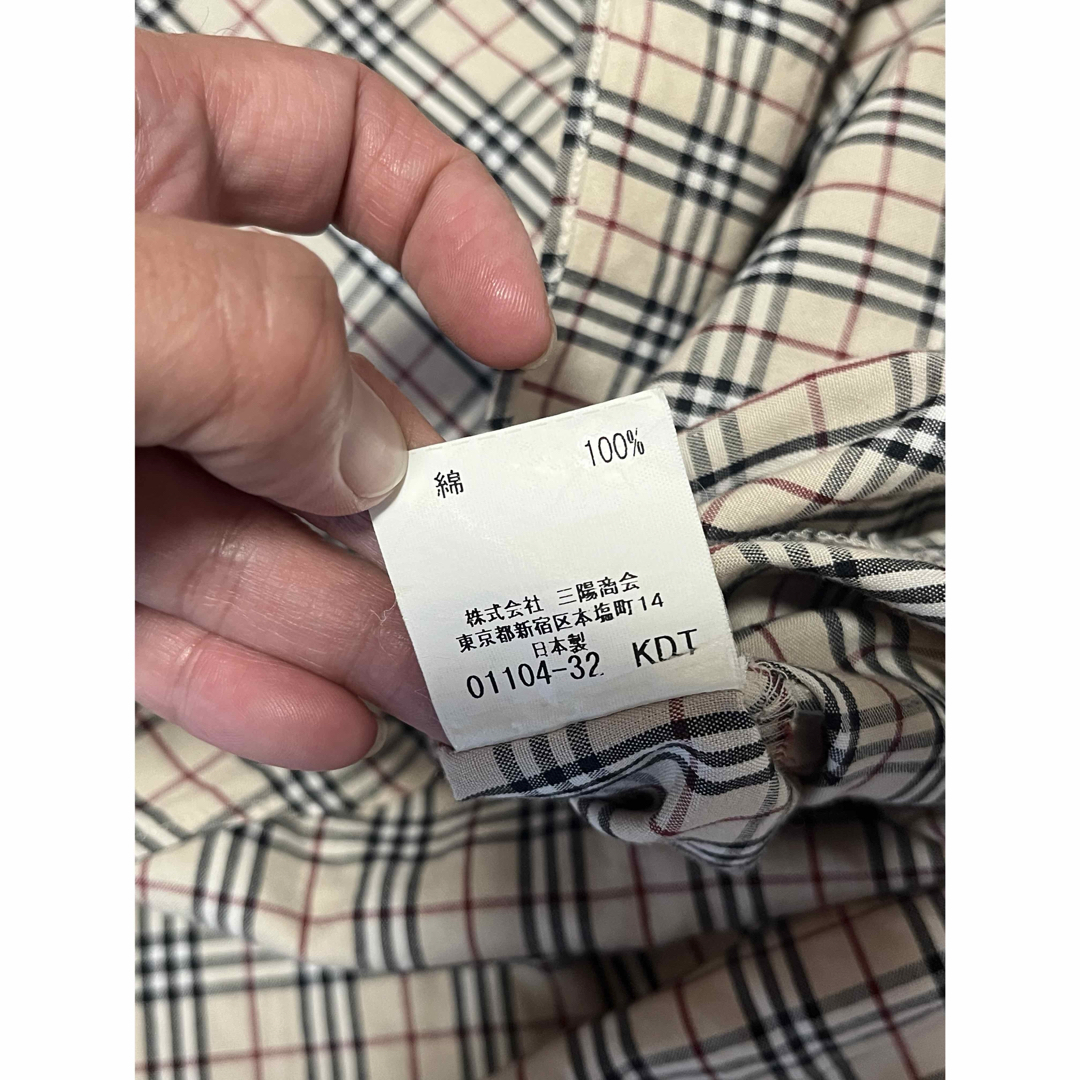 綿 100%
株式会社 三陽商会
東京都新宿区本塩町14
日本製
01104-32 KDT